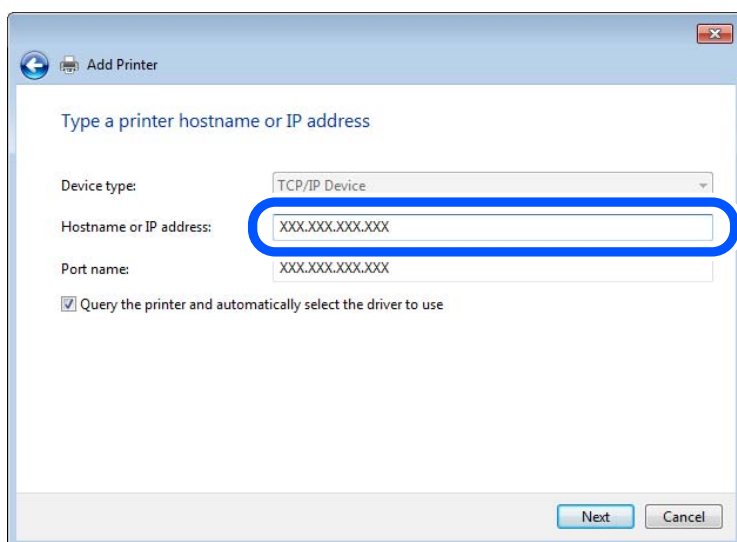 Add Printer
Type a printer hostname or IP address
Device type: TCP/IP Device
Hostname or IP address: XXX.XXX.XXX.XXX
Port name: XXX.XXX.XXX.XXX
Query the printer and automatically select the driver to use
Next Cancel